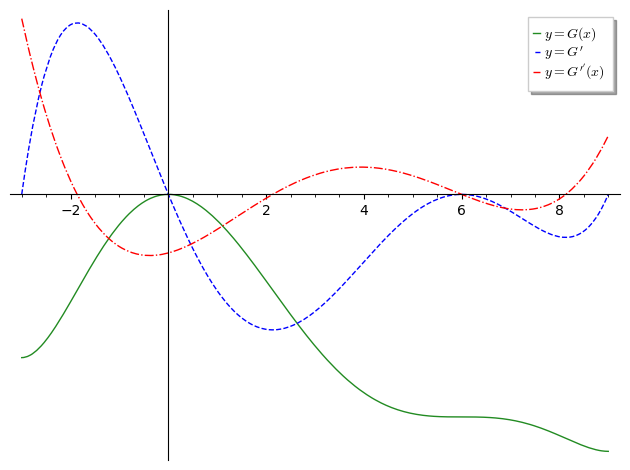 y = G(x)
y = G′
y = G′′(x)
−2
2
4
6
8